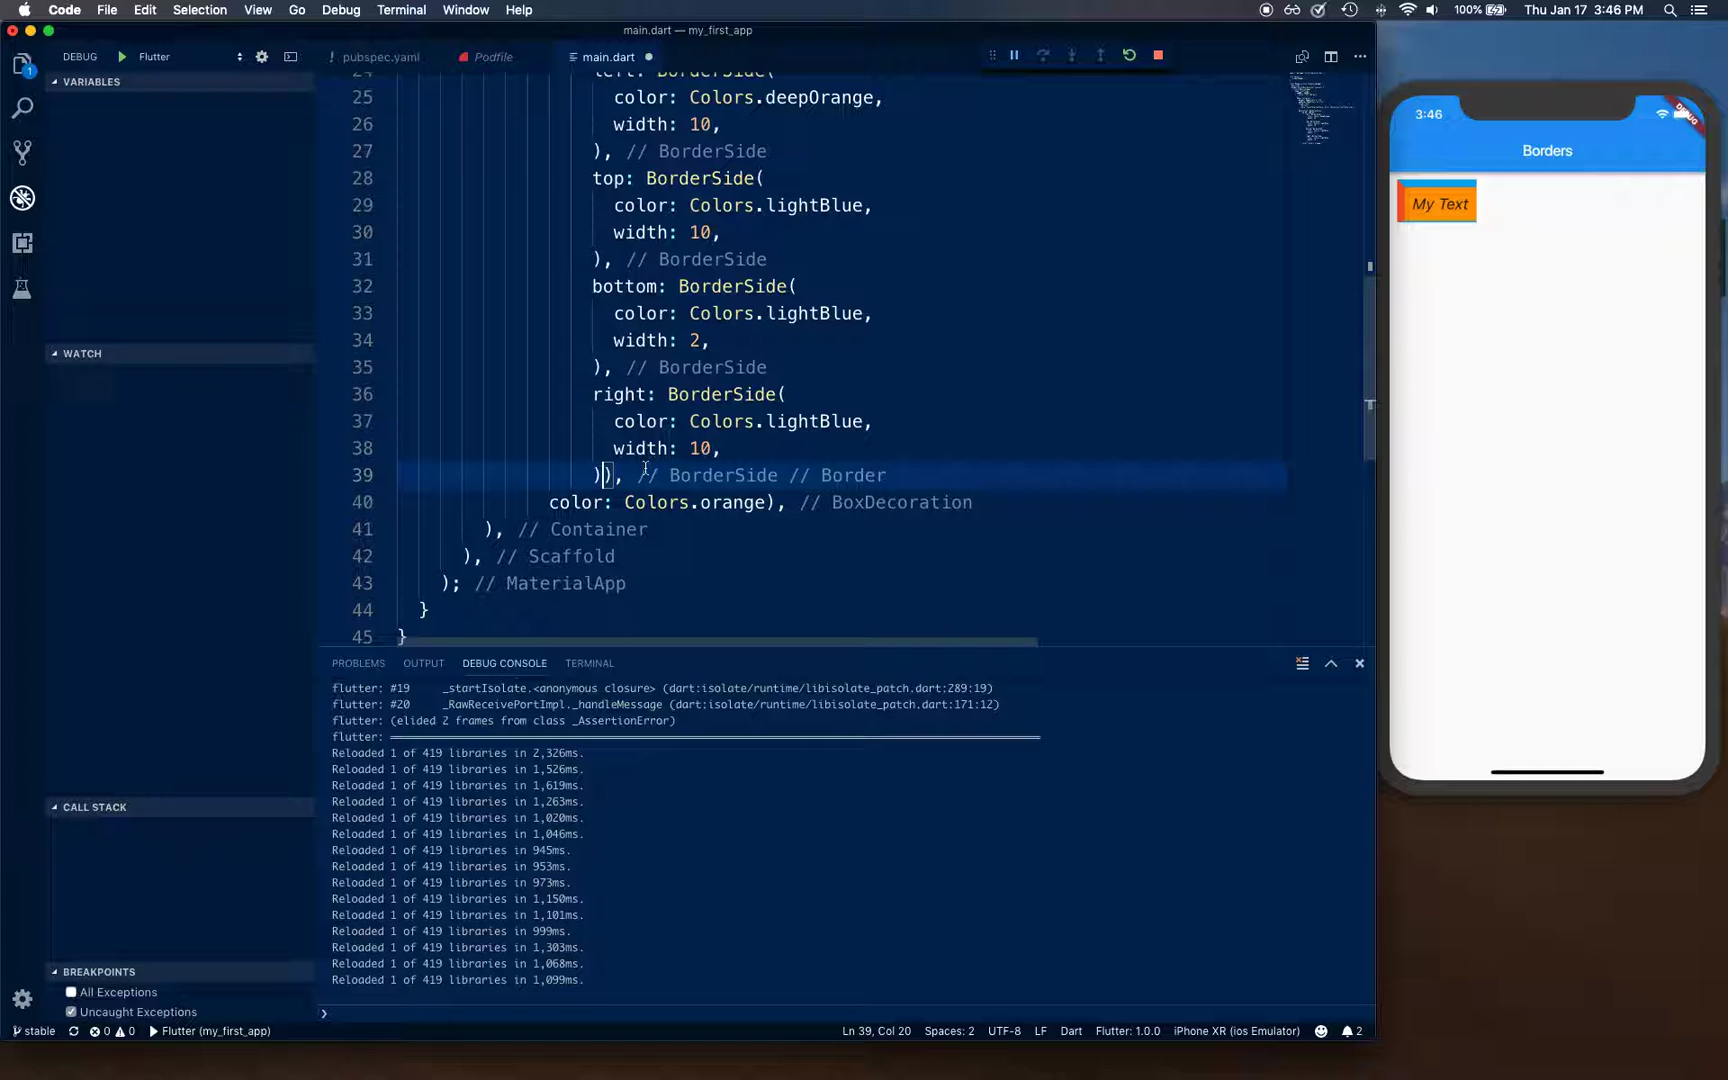 Code File Edit Selection View Go Debug Terminal Window Help 100% Thu Jan 17 3:46 PM
main.dart — my_first_app
DEBUG Flutter pubspec.yaml Podfile main.dart
VARIABLES
left: BorderSide(
25 color: Colors.deepOrange,
26 width: 10,
27 ), // BorderSide
28 top: BorderSide(
29 color: Colors.lightBlue,
30 width: 10,
31 ), // BorderSide
32 bottom: BorderSide(
33 color: Colors.lightBlue,
34 width: 2,
35 ), // BorderSide
36 right: BorderSide(
37 color: Colors.lightBlue,
38 width: 10,
39 )), // BorderSide // Border
40 color: Colors.orange), // BoxDecoration
41 ), // Container
42 ), // Scaffold
43 ); // MaterialApp
44 }
45 }
WATCH
CALL STACK
BREAKPOINTS
All Exceptions
Uncaught Exceptions
PROBLEMS OUTPUT DEBUG CONSOLE TERMINAL
flutter: #19 _startIsolate.<anonymous closure> (dart:isolate/runtime/libisolate_patch.dart:289:19)
flutter: #20 _RawReceivePortImpl._handleMessage (dart:isolate/runtime/libisolate_patch.dart:171:12)
flutter: (elided 2 frames from class _AssertionError)
flutter: ════════════════════════════════════════
Reloaded 1 of 419 libraries in 2,326ms.
Reloaded 1 of 419 libraries in 1,526ms.
Reloaded 1 of 419 libraries in 1,619ms.
Reloaded 1 of 419 libraries in 1,263ms.
Reloaded 1 of 419 libraries in 1,020ms.
Reloaded 1 of 419 libraries in 1,046ms.
Reloaded 1 of 419 libraries in 945ms.
Reloaded 1 of 419 libraries in 953ms.
Reloaded 1 of 419 libraries in 973ms.
Reloaded 1 of 419 libraries in 1,150ms.
Reloaded 1 of 419 libraries in 1,101ms.
Reloaded 1 of 419 libraries in 999ms.
Reloaded 1 of 419 libraries in 1,303ms.
Reloaded 1 of 419 libraries in 1,068ms.
Reloaded 1 of 419 libraries in 1,099ms.
stable 0 0 Flutter (my_first_app) Ln 39, Col 20 Spaces: 2 UTF-8 LF Dart Flutter: 1.0.0 iPhone XR (ios Emulator) 2
3:46
DEBUG
Borders
My Text
1